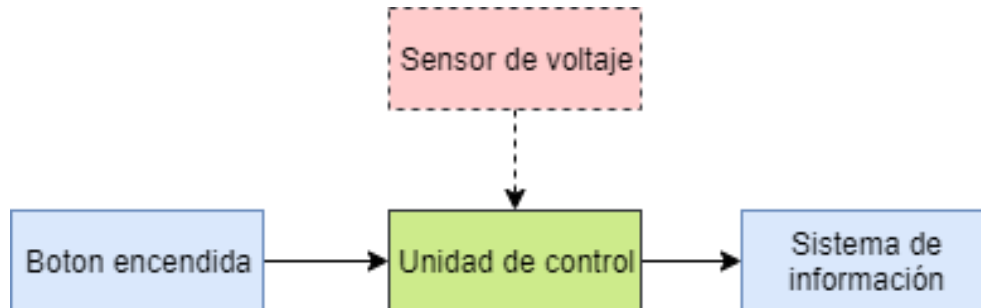 Sensor de voltaje
Boton encendida
Unidad de control
Sistema de
información